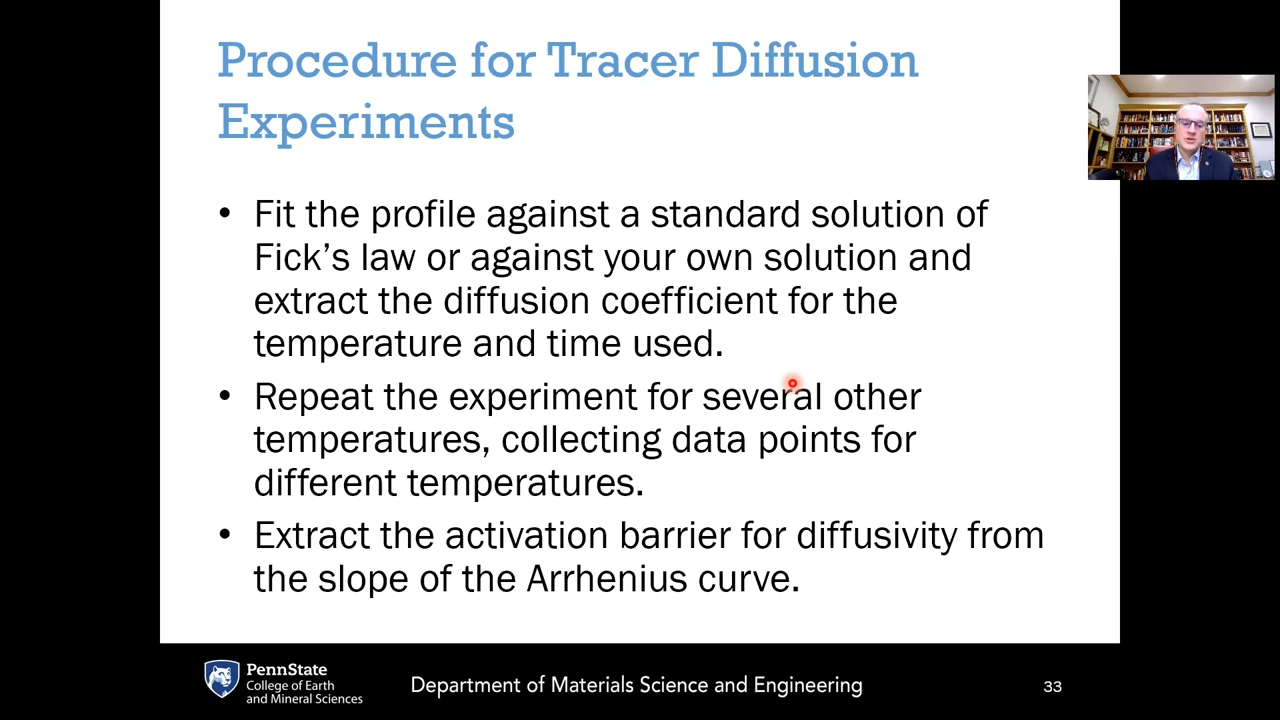 Procedure for Tracer Diffusion
Experiments
• Fit the profile against a standard solution of
Fick’s law or against your own solution and
extract the diffusion coefficient for the
temperature and time used.
• Repeat the experiment for several other
temperatures, collecting data points for
different temperatures.
• Extract the activation barrier for diffusivity from
the slope of the Arrhenius curve.
PennState
College of Earth
and Mineral Sciences
Department of Materials Science and Engineering
33